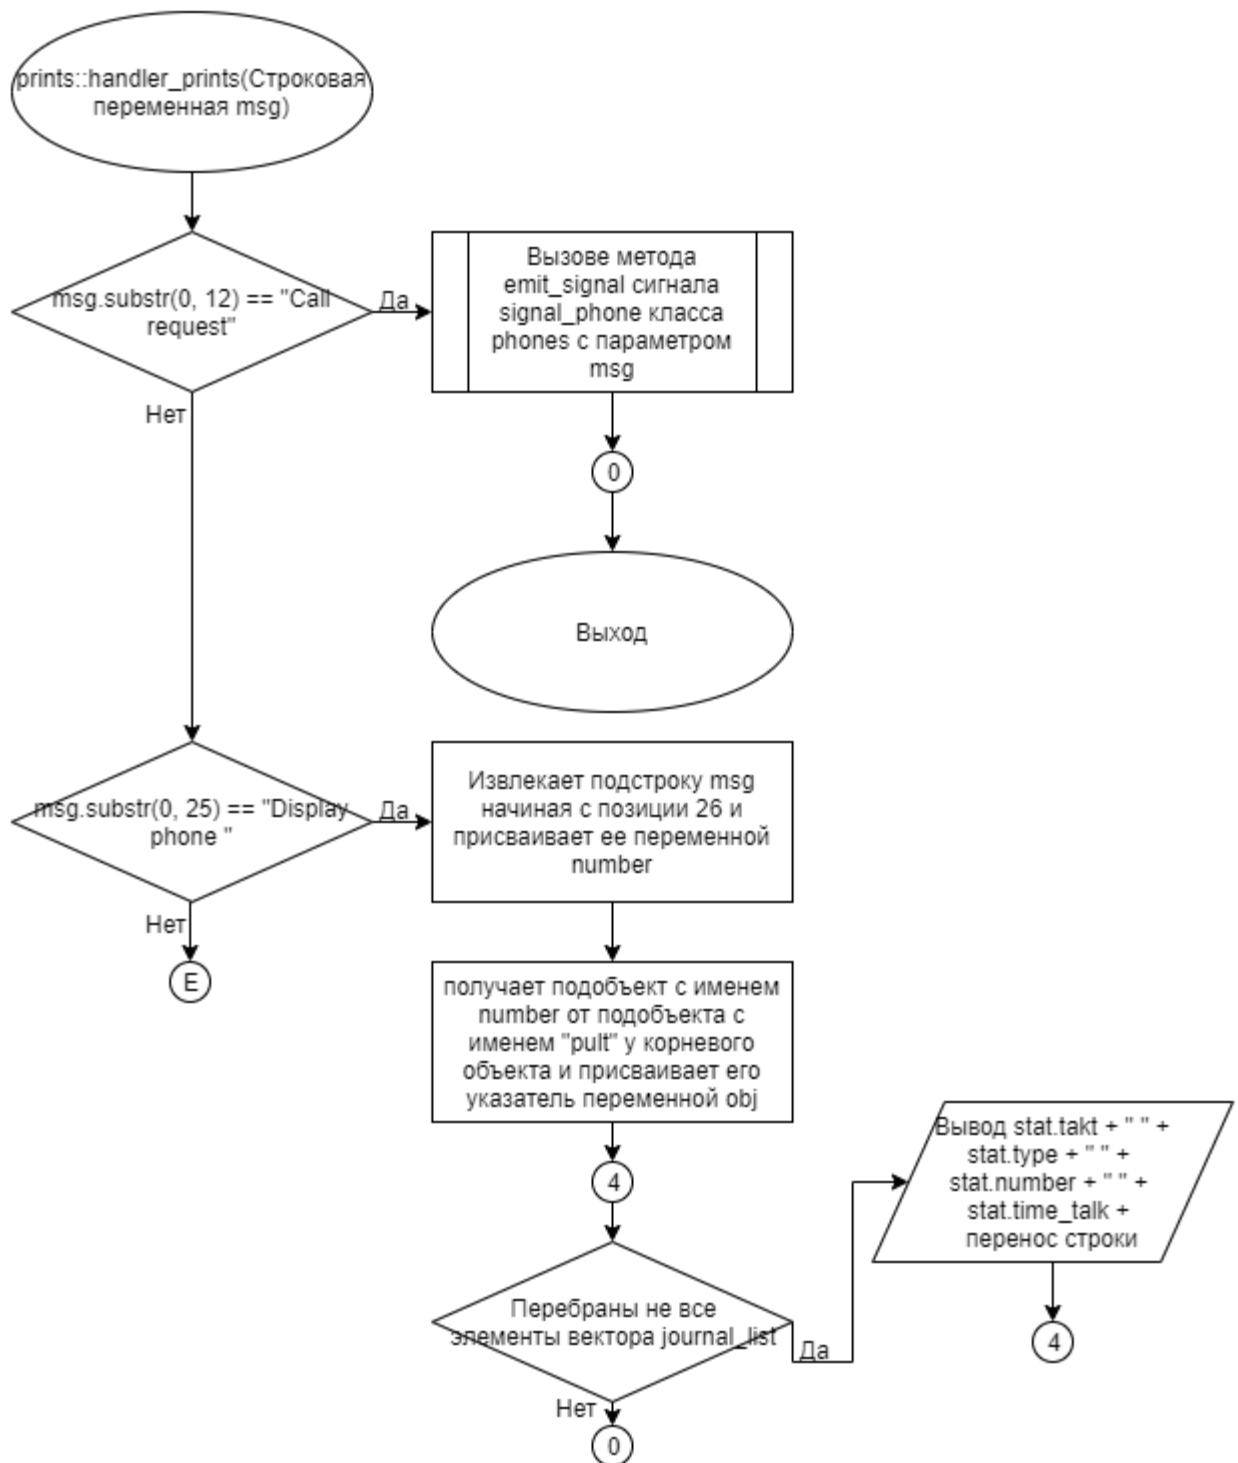 prints::handler_prints(Строковая
переменная msg)
msg.substr(0, 12) == "Call
request"
Да
Вызове метода
emit_signal сигнала
signal_phone класса
phones с параметром
msg
Нет
0
Выход
msg.substr(0, 25) == "Display
phone "
Да
Извлекает подстроку msg
начиная с позиции 26 и
присваивает ее переменной
number
Нет
E
получает подобъект с именем
number от подобъекта с
именем "pult" у корневого
объекта и присваивает его
указатель переменной obj
4
Перебраны не все
элементы вектора journal_list
Да
Вывод stat.takt + " " +
stat.type + " " +
stat.number + " " +
stat.time_talk +
перенос строки
4
Нет
0